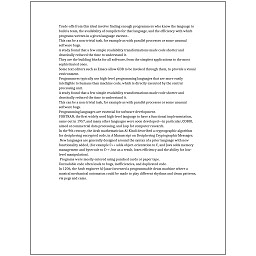 Trade-offs from this ideal involve finding enough programmers who know the language to
build a team, the availability of compilers for that language, and the efficiency with which
programs written in a given language execute.
This can be a non-trivial task, for example as with parallel processes or some unusual
software bugs.
A study found that a few simple readability transformations made code shorter and
drastically reduced the time to understand it.
They are the building blocks for all software, from the simplest applications to the most
sophisticated ones.
Some text editors such as Emacs allow GDB to be invoked through them, to provide a visual
environment.
Programmers typically use high-level programming languages that are more easily
intelligible to humans than machine code, which is directly executed by the central
processing unit.
A study found that a few simple readability transformations made code shorter and
drastically reduced the time to understand it.
This can be a non-trivial task, for example as with parallel processes or some unusual
software bugs.
Programming languages are essential for software development.
FORTRAN, the first widely used high-level language to have a functional implementation,
came out in 1957, and many other languages were soon developed—in particular, COBOL
aimed at commercial data processing, and Lisp for computer research.
In the 9th century, the Arab mathematician Al-Kindi described a cryptographic algorithm
for deciphering encrypted code, in A Manuscript on Deciphering Cryptographic Messages.
New languages are generally designed around the syntax of a prior language with new
functionality added, (for example C++ adds object-orientation to C, and Java adds memory
management and bytecode to C++, but as a result, loses efficiency and the ability for low-
level manipulation).
Programs were mostly entered using punched cards or paper tape.
Unreadable code often leads to bugs, inefficiencies, and duplicated code.
In 1206, the Arab engineer Al-Jazari invented a programmable drum machine where a
musical mechanical automaton could be made to play different rhythms and drum patterns,
via pegs and cams.